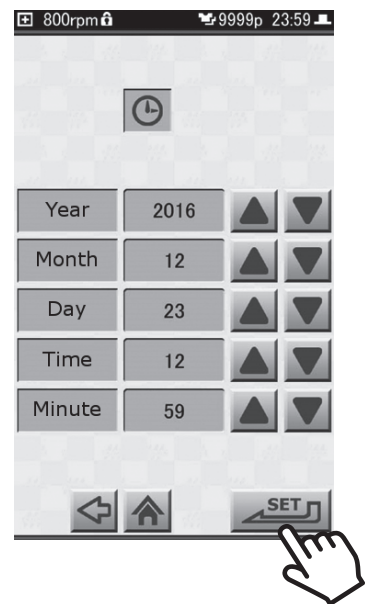 800rpm 9999p 23:59
Year 2016
Month 12
Day 23
Time 12
Minute 59
SET